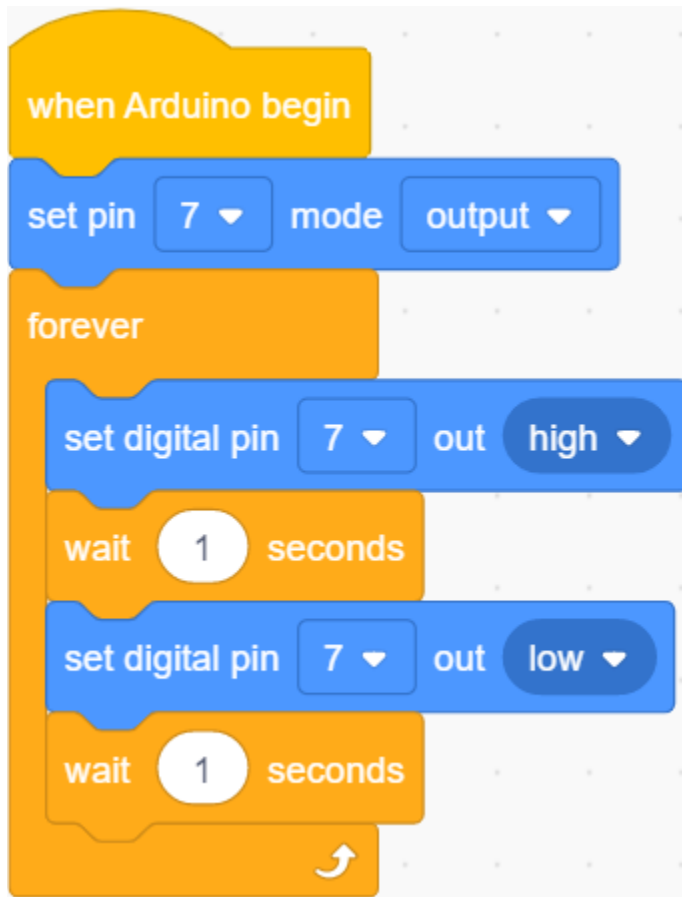 when Arduino begin
set pin 7 mode output
forever
set digital pin 7 out high
wait 1 seconds
set digital pin 7 out low
wait 1 seconds